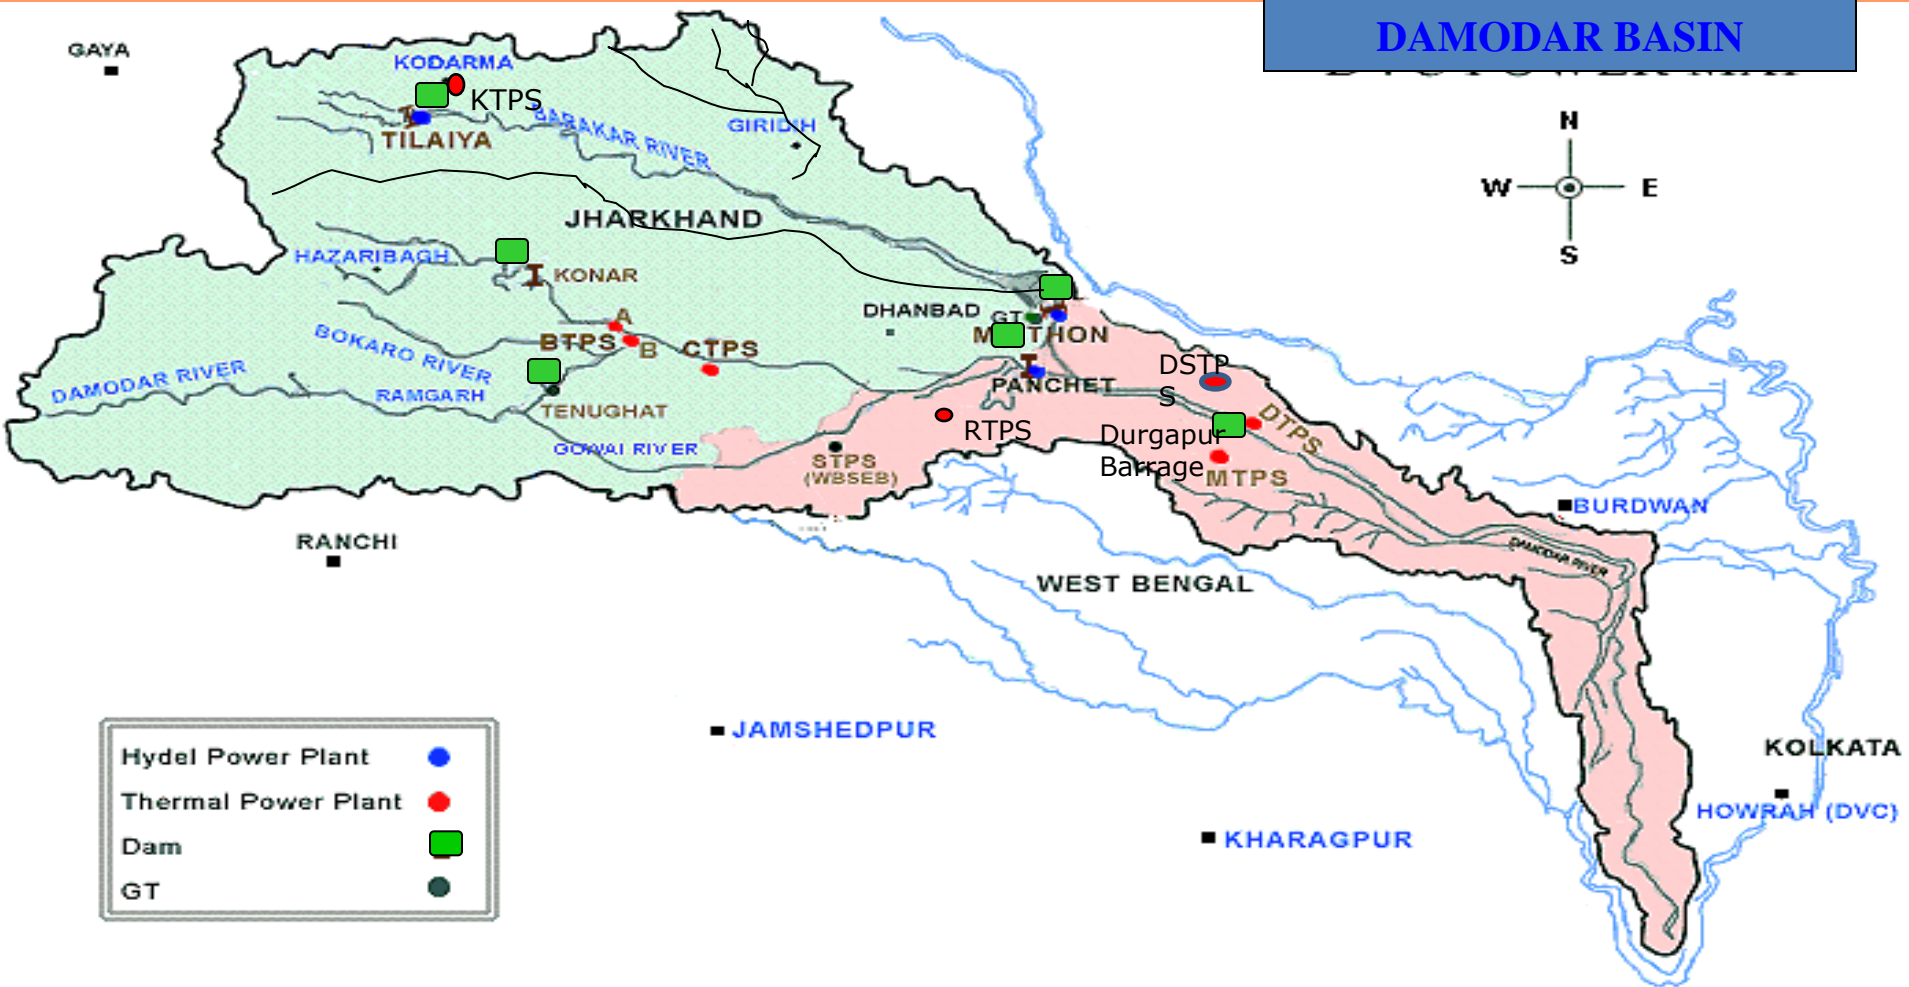 DAMODAR BASIN
GAYA
KODARMA
KTPS
TILAIYA
BARAKAR RIVER
GIRIDIH
N
W
E
S
JHARKHAND
HAZARIBAGH
KONAR
DHANBAD
GT
A
BTPS
B
CTPS
BOKARO RIVER
DAMODAR RIVER
RAMGARH
TENUGHAT
GOWAI RIVER
PANCHET
DSTP
S
DTPS
Durgapur
Barrage
MTPS
RTPS
STPS
(WBSEB)
BURDWAN
DAMODAR RIVER
RANCHI
WEST BENGAL
JAMSHEDPUR
KOLKATA
HOWRAH (DVC)
KHARAGPUR
Hydel Power Plant
Thermal Power Plant
Dam
GT